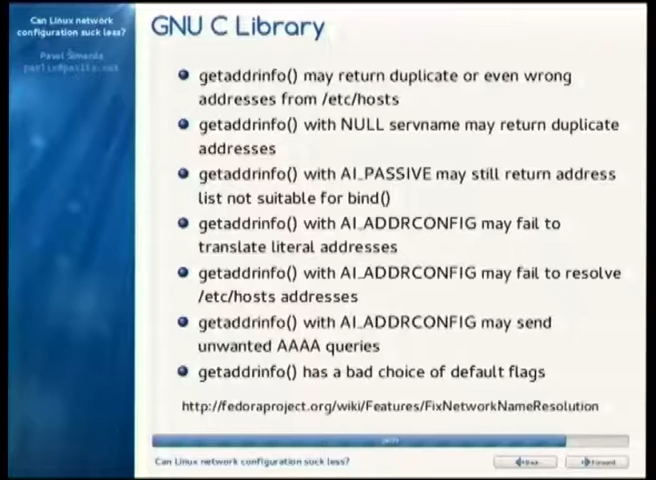 Can Linux network
configuration suck less?
Pavel Šimerda
pavlix@pavlix.net
GNU C Library
getaddrinfo() may return duplicate or even wrong
addresses from /etc/hosts
getaddrinfo() with NULL servname may return duplicate
addresses
getaddrinfo() with AI_PASSIVE may still return address
list not suitable for bind()
getaddrinfo() with AI_ADDRCONFIG may fail to
translate literal addresses
getaddrinfo() with AI_ADDRCONFIG may fail to resolve
/etc/hosts addresses
getaddrinfo() with AI_ADDRCONFIG may send
unwanted AAAA queries
getaddrinfo() has a bad choice of default flags
http://fedoraproject.org/wiki/Features/FixNetworkNameResolution
Can Linux network configuration suck less?
Back
Forward